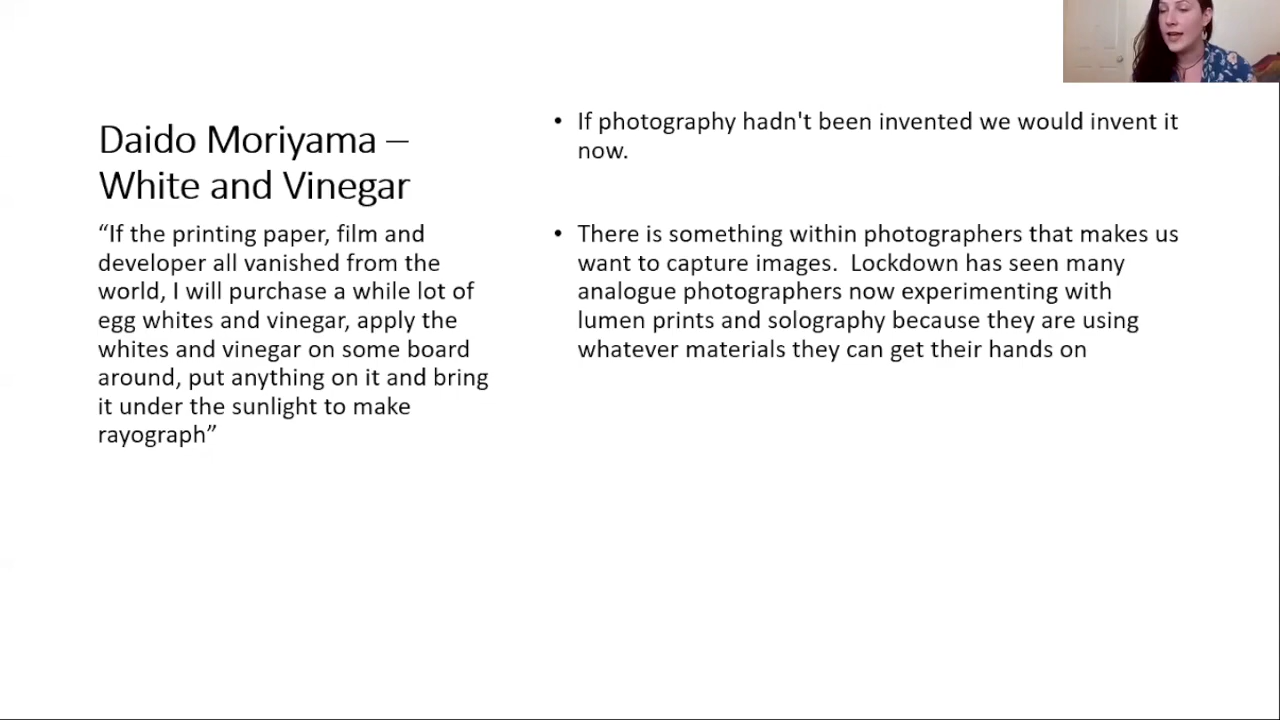 Daido Moriyama –
White and Vinegar
“If the printing paper, film and
developer all vanished from the
world, I will purchase a while lot of
egg whites and vinegar, apply the
whites and vinegar on some board
around, put anything on it and bring
it under the sunlight to make
rayograph”
• If photography hadn't been invented we would invent it
now.
• There is something within photographers that makes us
want to capture images.  Lockdown has seen many
analogue photographers now experimenting with
lumen prints and solography because they are using
whatever materials they can get their hands on